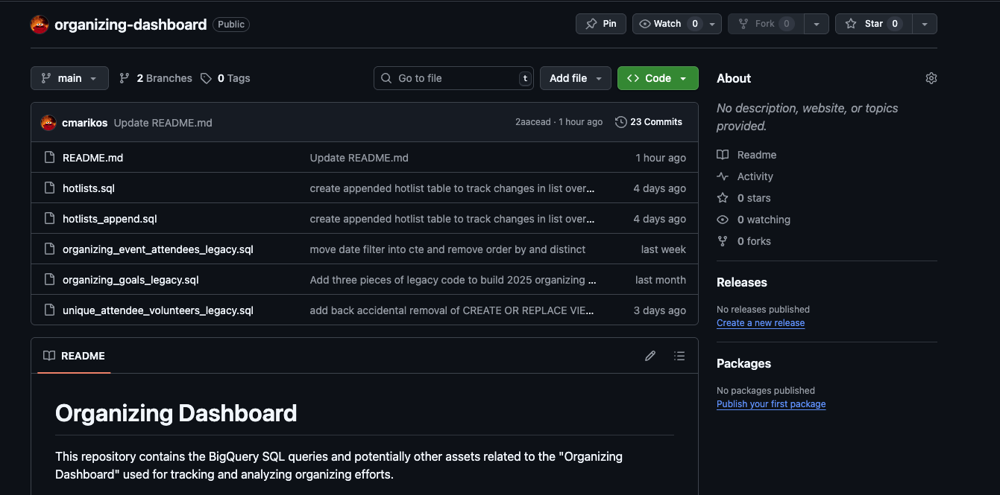 organizing-dashboard Public Pin Watch 0 Fork 0 Star 0
main 2 Branches 0 Tags Go to file t Add file Code
cmarikos Update README.md 2aacead · 1 hour ago 23 Commits
README.md Update README.md 1 hour ago
hotlists.sql create appended hotlist table to track changes in list over... 4 days ago
hotlists_append.sql create appended hotlist table to track changes in list over... 4 days ago
organizing_event_attendees_legacy.sql move date filter into cte and remove order by and distinct last week
organizing_goals_legacy.sql Add three pieces of legacy code to build 2025 organizing ... last month
unique_attendee_volunteers_legacy.sql add back accidental removal of CREATE OR REPLACE VIE... 3 days ago
README
Organizing Dashboard
This repository contains the BigQuery SQL queries and potentially other assets related to the "Organizing
Dashboard" used for tracking and analyzing organizing efforts.
About
No description, website, or topics
provided.
Readme
Activity
0 stars
0 watching
0 forks
Releases
No releases published
Create a new release
Packages
No packages published
Publish your first package